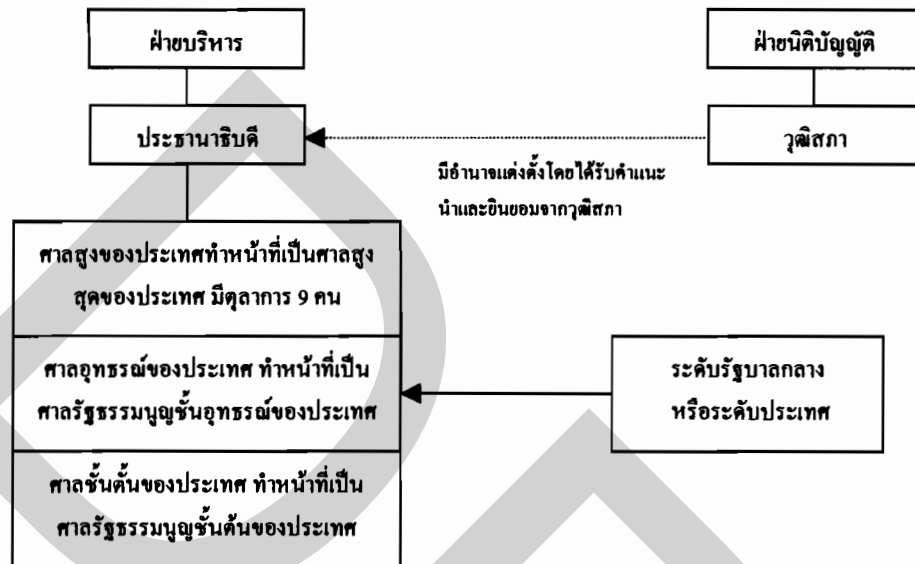 ฝ่ายบริหาร
ฝ่ายนิติบัญญัติ
ประธานาธิบดี
วุฒิสภา
มีอำนาจแต่งตั้งโดยได้รับคำแนะ
นำและยินยอมจากวุฒิสภา
ศาลสูงของประเทศทำหน้าที่เป็นศาลสูง
สุดของประเทศ มีตุลาการ 9 คน
ศาลอุทธรณ์ของประเทศ ทำหน้าที่เป็น
ศาลรัฐธรรมนูญชั้นอุทธรณ์ของประเทศ
ระดับรัฐบาลกลาง
หรือระดับประเทศ
ศาลชั้นต้นของประเทศ ทำหน้าที่เป็น
ศาลรัฐธรรมนูญชั้นต้นของประเทศ